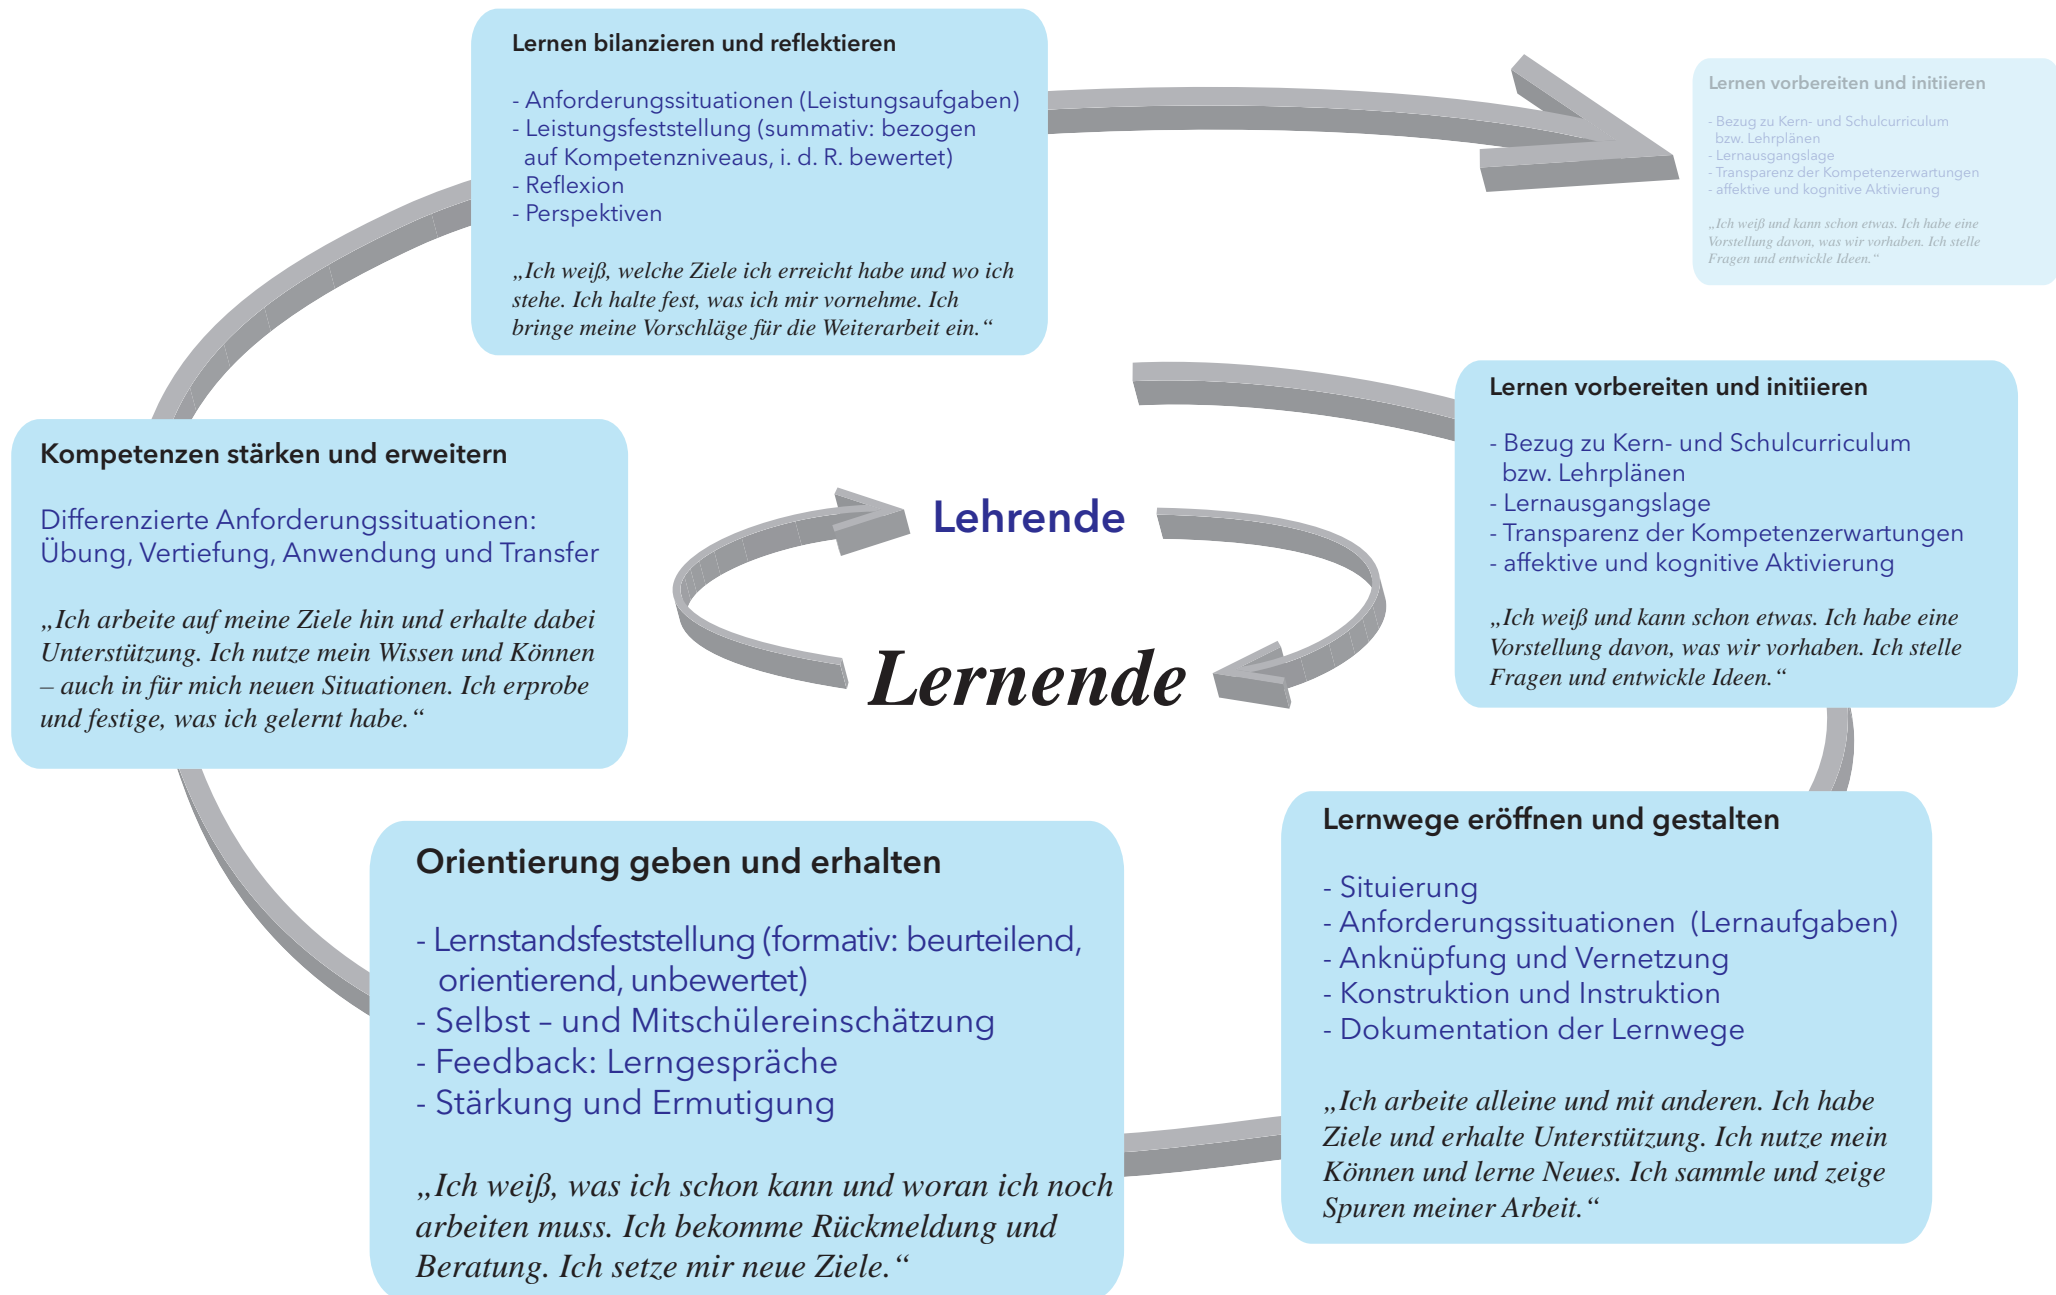 Lernen bilanzieren und reflektieren
- Anforderungssituationen (Leistungsaufgaben)
- Leistungsfeststellung (summativ: bezogen
auf Kompetenzniveaus, i. d. R. bewertet)
- Reflexion
- Perspektiven
„Ich weiß, welche Ziele ich erreicht habe und wo ich
stehe. Ich halte fest, was ich mir vornehme. Ich
bringe meine Vorschläge für die Weiterarbeit ein.“
Lernen vorbereiten und initiieren
- Bezug zu Kern- und Schulcurriculum
bzw. Lehrplänen
- Lernausgangslage
- Transparenz der Kompetenzerwartungen
- affektive und kognitive Aktivierung
„Ich weiß und kann schon etwas. Ich habe eine
Vorstellung davon, was wir vorhaben. Ich stelle
Fragen und entwickle Ideen.“
Lernen vorbereiten und initiieren
- Bezug zu Kern- und Schulcurriculum
bzw. Lehrplänen
- Lernausgangslage
- Transparenz der Kompetenzerwartungen
- affektive und kognitive Aktivierung
„Ich weiß und kann schon etwas. Ich habe eine
Vorstellung davon, was wir vorhaben. Ich stelle
Fragen und entwickle Ideen.“
Kompetenzen stärken und erweitern
Differenzierte Anforderungssituationen:
Übung, Vertiefung, Anwendung und Transfer
„Ich arbeite auf meine Ziele hin und erhalte dabei
Unterstützung. Ich nutze mein Wissen und Können
– auch in für mich neuen Situationen. Ich erprobe
und festige, was ich gelernt habe.“
Lehrende
Lernende
Lernwege eröffnen und gestalten
- Situierung
- Anforderungssituationen (Lernaufgaben)
- Anknüpfung und Vernetzung
- Konstruktion und Instruktion
- Dokumentation der Lernwege
„Ich arbeite alleine und mit anderen. Ich habe
Ziele und erhalte Unterstützung. Ich nutze mein
Können und lerne Neues. Ich sammle und zeige
Spuren meiner Arbeit.“
Orientierung geben und erhalten
- Lernstandsfeststellung (formativ: beurteilend,
orientierend, unbewertet)
- Selbst – und Mitschülereinschätzung
- Feedback: Lerngespräche
- Stärkung und Ermutigung
„Ich weiß, was ich schon kann und woran ich noch
arbeiten muss. Ich bekomme Rückmeldung und
Beratung. Ich setze mir neue Ziele.“